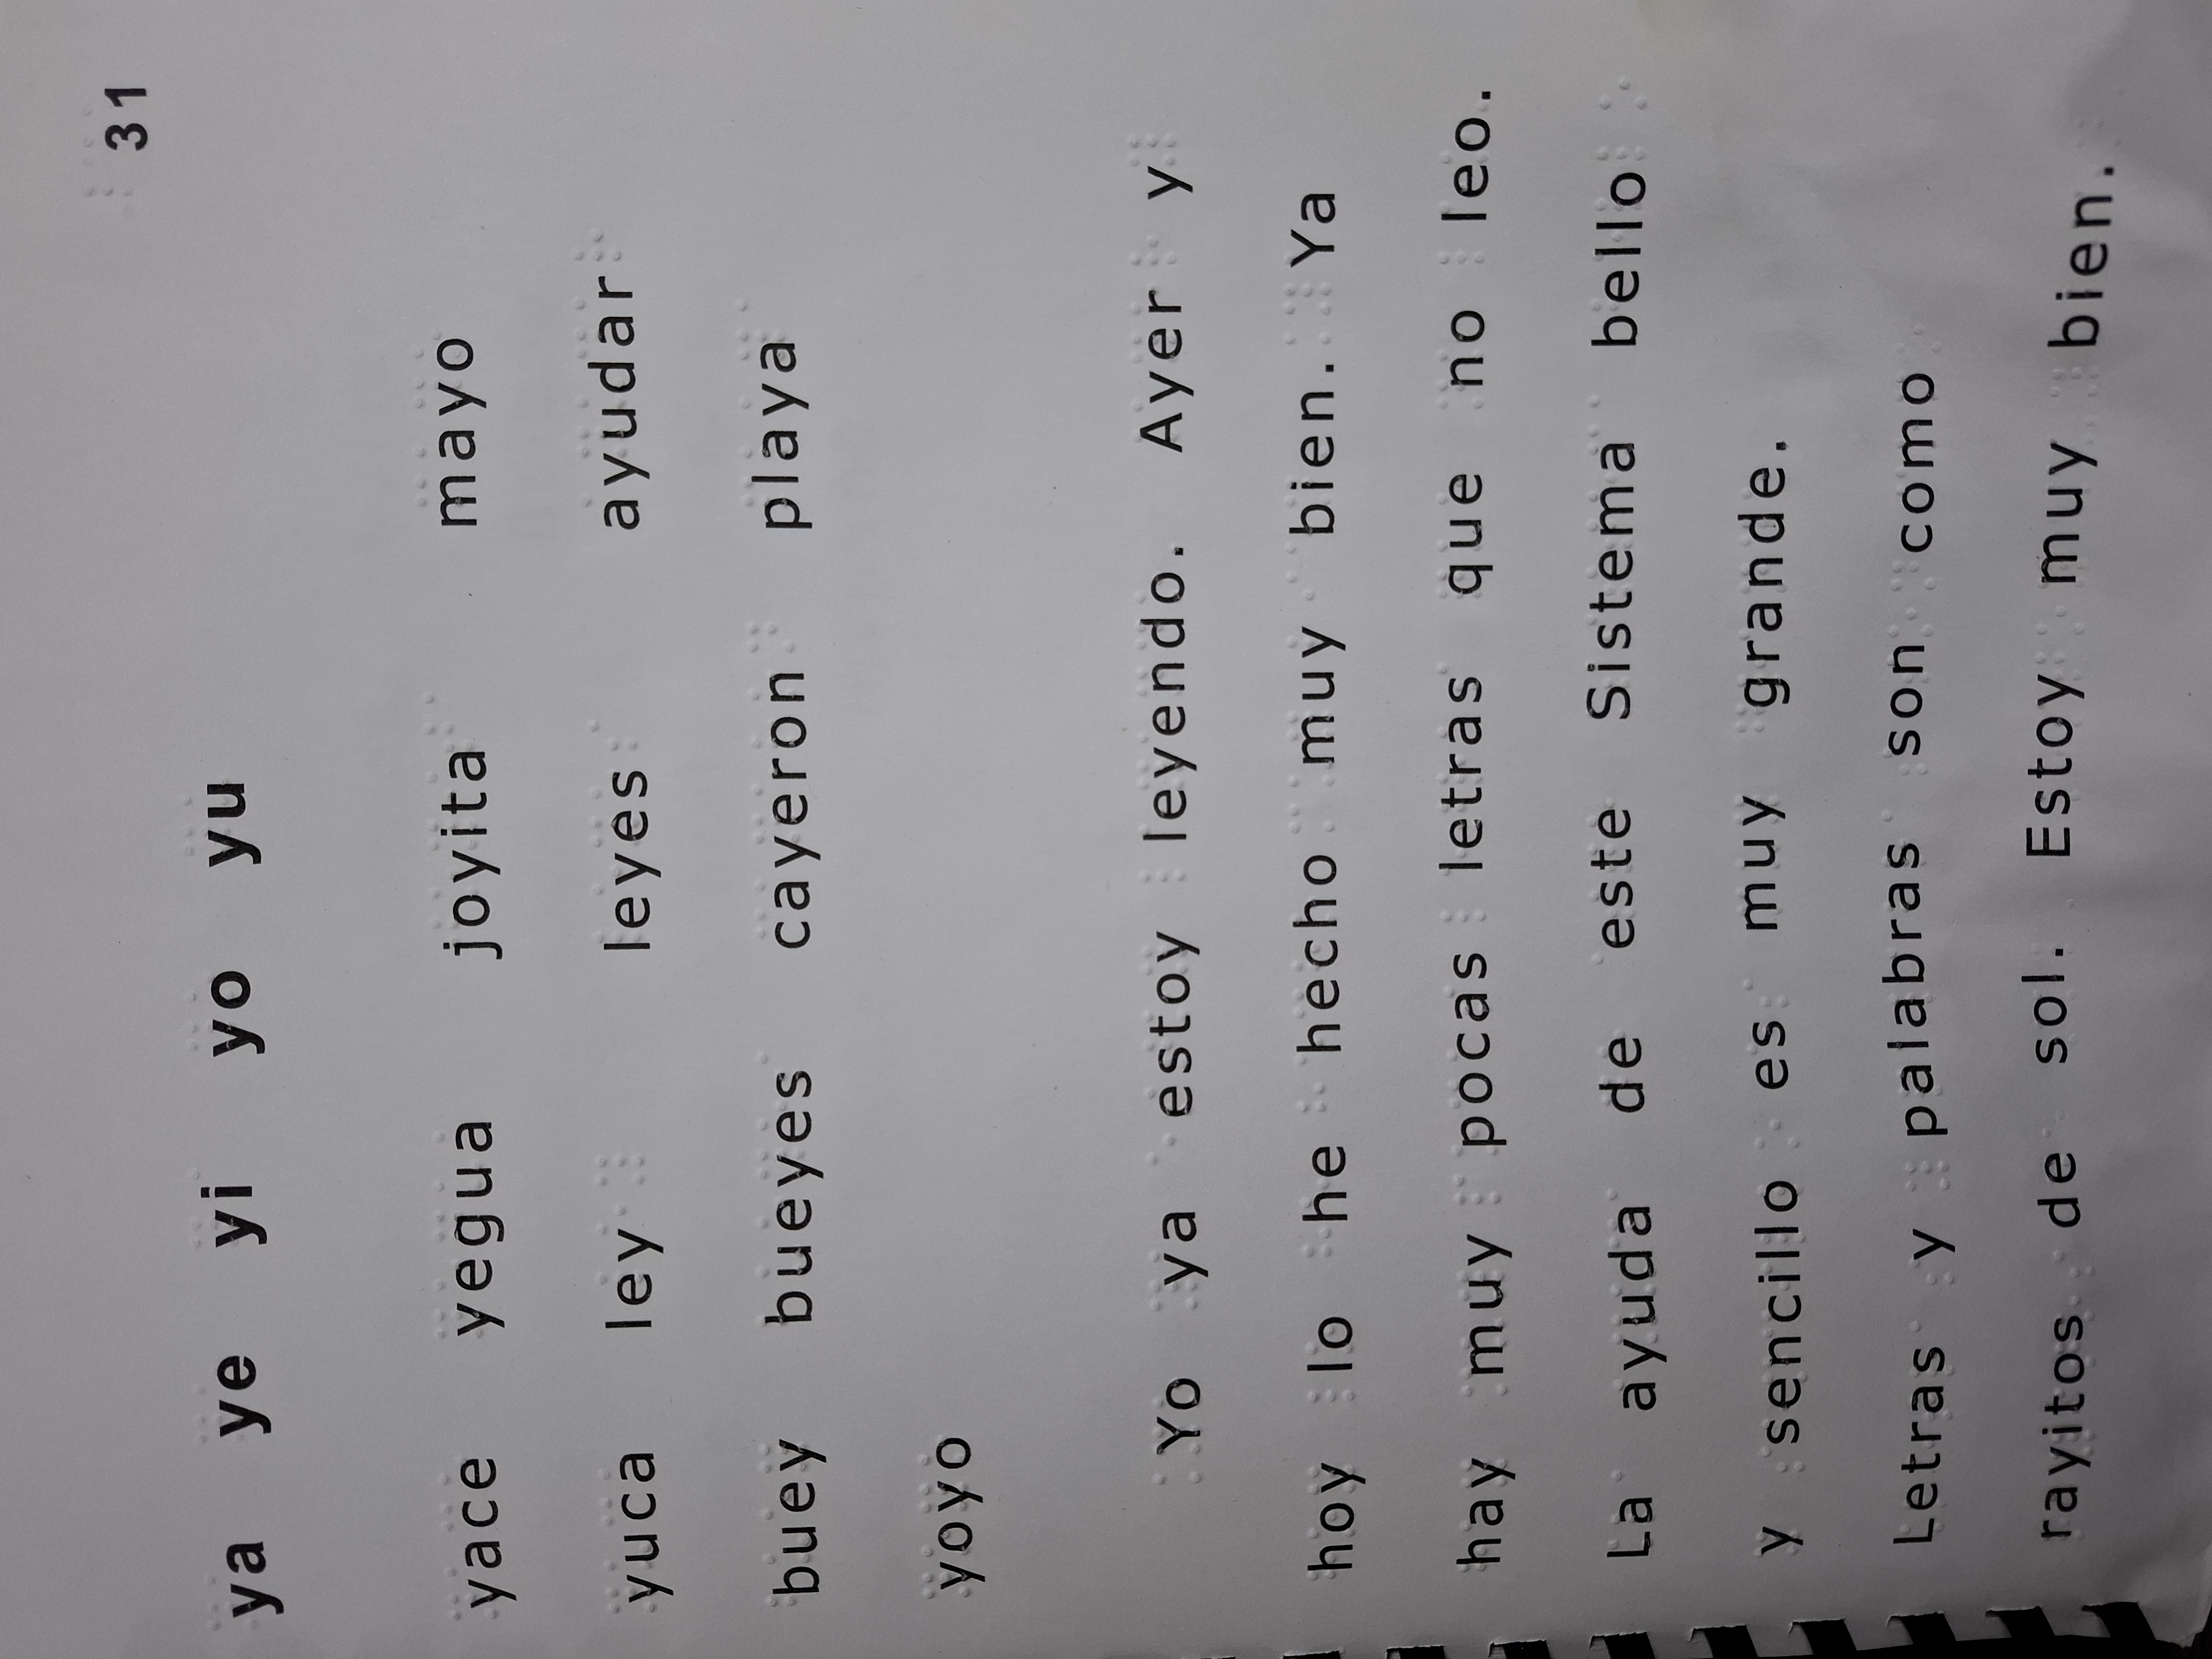 31
ya ye yi yo yu
yace yegua joyita mayo
yuca ley leyes ayudar
buey bueyes cayeron playa
yoyo
Yo ya estoy leyendo. Ayer y
hoy lo he hecho muy bien. Ya
hay muy pocas letras que no leo.
La ayuda de este Sistema bello
y sencillo es muy grande.
Letras y palabras son como
rayitos de sol. Estoy muy bien.